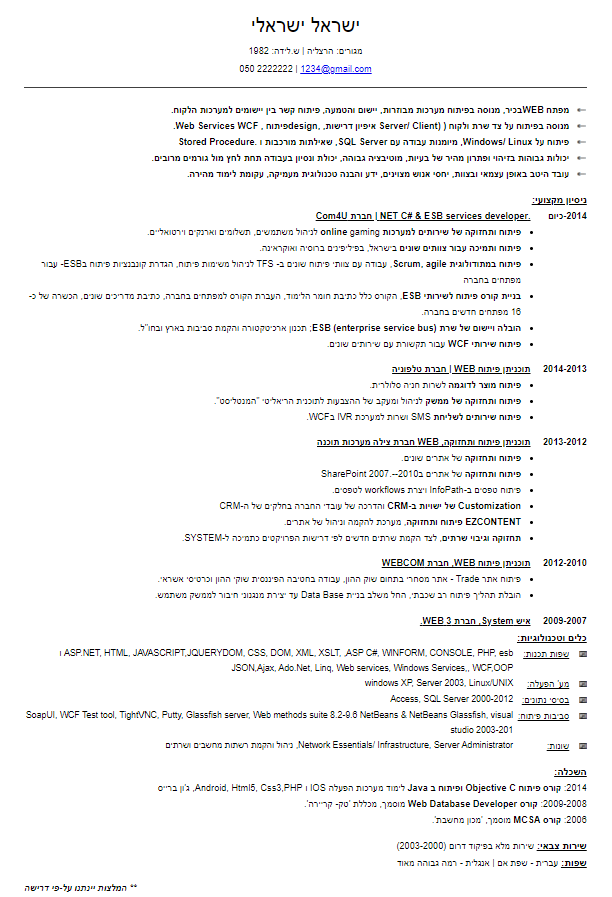 ישראל ישראלי
מגורים: הרצליה | ש.לידה: 1982
050 2222222 | 1234@gmail.com
מפתח WEBבכיר, מנוסה בפיתוח מערכות מבוזרות, יישום והטמעה, פיתוח קשר בין יישומים למערכות הלקוח.
מנוסה בפיתוח על צד שרת ולקוח ( (Server/ Client איפיון דרישות, ,designפיתוח , Web Services WCF.
פיתוח על Windows/ Linux, מיומנות עבודה עם SQL Server, שאילתות מורכבות ו Stored Procedure.
יכולות גבוהות בזיהוי ופתרון מהיר של בעיות, מוטיבציה גבוהה, יכולת ונסיון בעבודה תחת לחץ מול גורמים מרובים.
עובד היטב באופן עצמאי ובצוות, יחסי אנוש מצוינים, ידע והבנה טכנולוגית מעמיקה, עקומת לימוד מהירה.
ניסיון מקצועי:
2014-כיום .NET C# & ESB services developer | חברת Com4U
פיתוח ותחזוקה של שירותים למערכות online gaming לניהול משתמשים, תשלומים וארנקים וירטואליים.
פיתוח ותמיכה עבור צוותים שונים בישראל, בפיליפינים ברוסיה ואוקראינה.
פיתוח במתודולוגית Scrum, agile, עבודה עם צוותי פיתוח שונים ב- TFS לניהול משימות פיתוח, הגדרת קונבנציות פיתוח בESB- עבור
מפתחים בחברה
בניית קורס פיתוח לשירותי ESB, הקורס כלל כתיבת חומר הלימוד, העברת הקורס למפתחים בחברה, כתיבת מדריכים שונים, הכשרה של כ-
16 מפתחים חדשים בחברה.
הובלה ויישום של שרת ESB (enterprise service bus); תכנון ארכיטקטורה והקמת סביבות בארץ ובחו"ל.
פיתוח שירותי WCF עבור תקשורת עם שירותים שונים.
2014-2013 תוכניתן פיתוח WEB | חברת טלפוניה
פיתוח מוצר לדוגמה לשרות חניה סלולרית.
פיתוח ותחזוקה של ממשק לניהול ומעקב של ההצבעות לתוכנית הריאליטי "המנטליסט".
פיתוח שירותים לשליחת SMS ושרות למערכת IVR בWCF.
2013-2012 תוכניתן פיתוח ותחזוקה, WEB חברת צילה מערכות תוכנה
פיתוח ותחזוקה של אתרים שונים.
פיתוח ותחזוקה של אתרים ב2010--.SharePoint 2007
פיתוח טפסים ב-InfoPath ויצרת workflows לטפסים.
Customization של ישויות ב-CRM והדרכה של עובדי החברה בחלקים של ה-CRM
EZCONTENT פיתוח ותחזוקה, מערכת להקמה וניהול של אתרים.
תחזוקה וגיבוי שרתים, לצד הקמת שרתים חדשים לפי דרישות הפרויקטים כתמיכה ל-SYSTEM.
2012-2010 תוכניתן פיתוח WEB, חברת WEBCOM
פיתוח אתר Trade - אתר מסחרי בתחום שוק ההון, עבודה בחטיבה הפיננסית שוקי ההון וכרטיסי אשראי.
הובלת תהליך פיתוח רב שכבתי, החל משלב בניית Data Base עד יצירת מנגנוני חיבור לממשק משתמש.
2009-2007 איש System, חברת WEB 3.
כלים וטכנולוגיות:
שפות תכנות: ASP.NET, HTML, JAVASCRIPT,JQUERYDOM, CSS, DOM, XML, XSLT, ,ASP C#, WINFORM, CONSOLE, PHP, esb ו
JSON,Ajax, Ado.Net, Linq, Web services, Windows Services,, WCF,OOP
מע' הפעלה: windows XP, Server 2003, Linux/UNIX
בסיסי נתונים: Access, SQL Server 2000-2012
סביבות פיתוח: SoapUI, WCF Test tool, TightVNC, Putty, Glassfish server, Web methods suite 8.2-9.6 NetBeans & NetBeans Glassfish, visual
studio 2003-201
שונות: Network Essentials/ Infrastructure, Server Administrator, ניהול והקמת רשתות מחשבים ושרתים
השכלה:
2014: קורס פיתוח Objective C ופיתוח ב Java לימוד מערכות הפעלה IOS ו Android, Html5, Css3,PHP, ג'ון ברייס
2009-2008: קורס Web Database Developer מוסמך, מכללת 'טק- קריירה'.
2006: קורס MCSA מוסמך, 'מכון מחשבת'.
שירות צבאי: שירות מלא בפיקוד דרום (2000-2003)
שפות: עברית - שפת אם | אנגלית - רמה גבוהה מאוד
** המלצות יינתנו על-פי דרישה